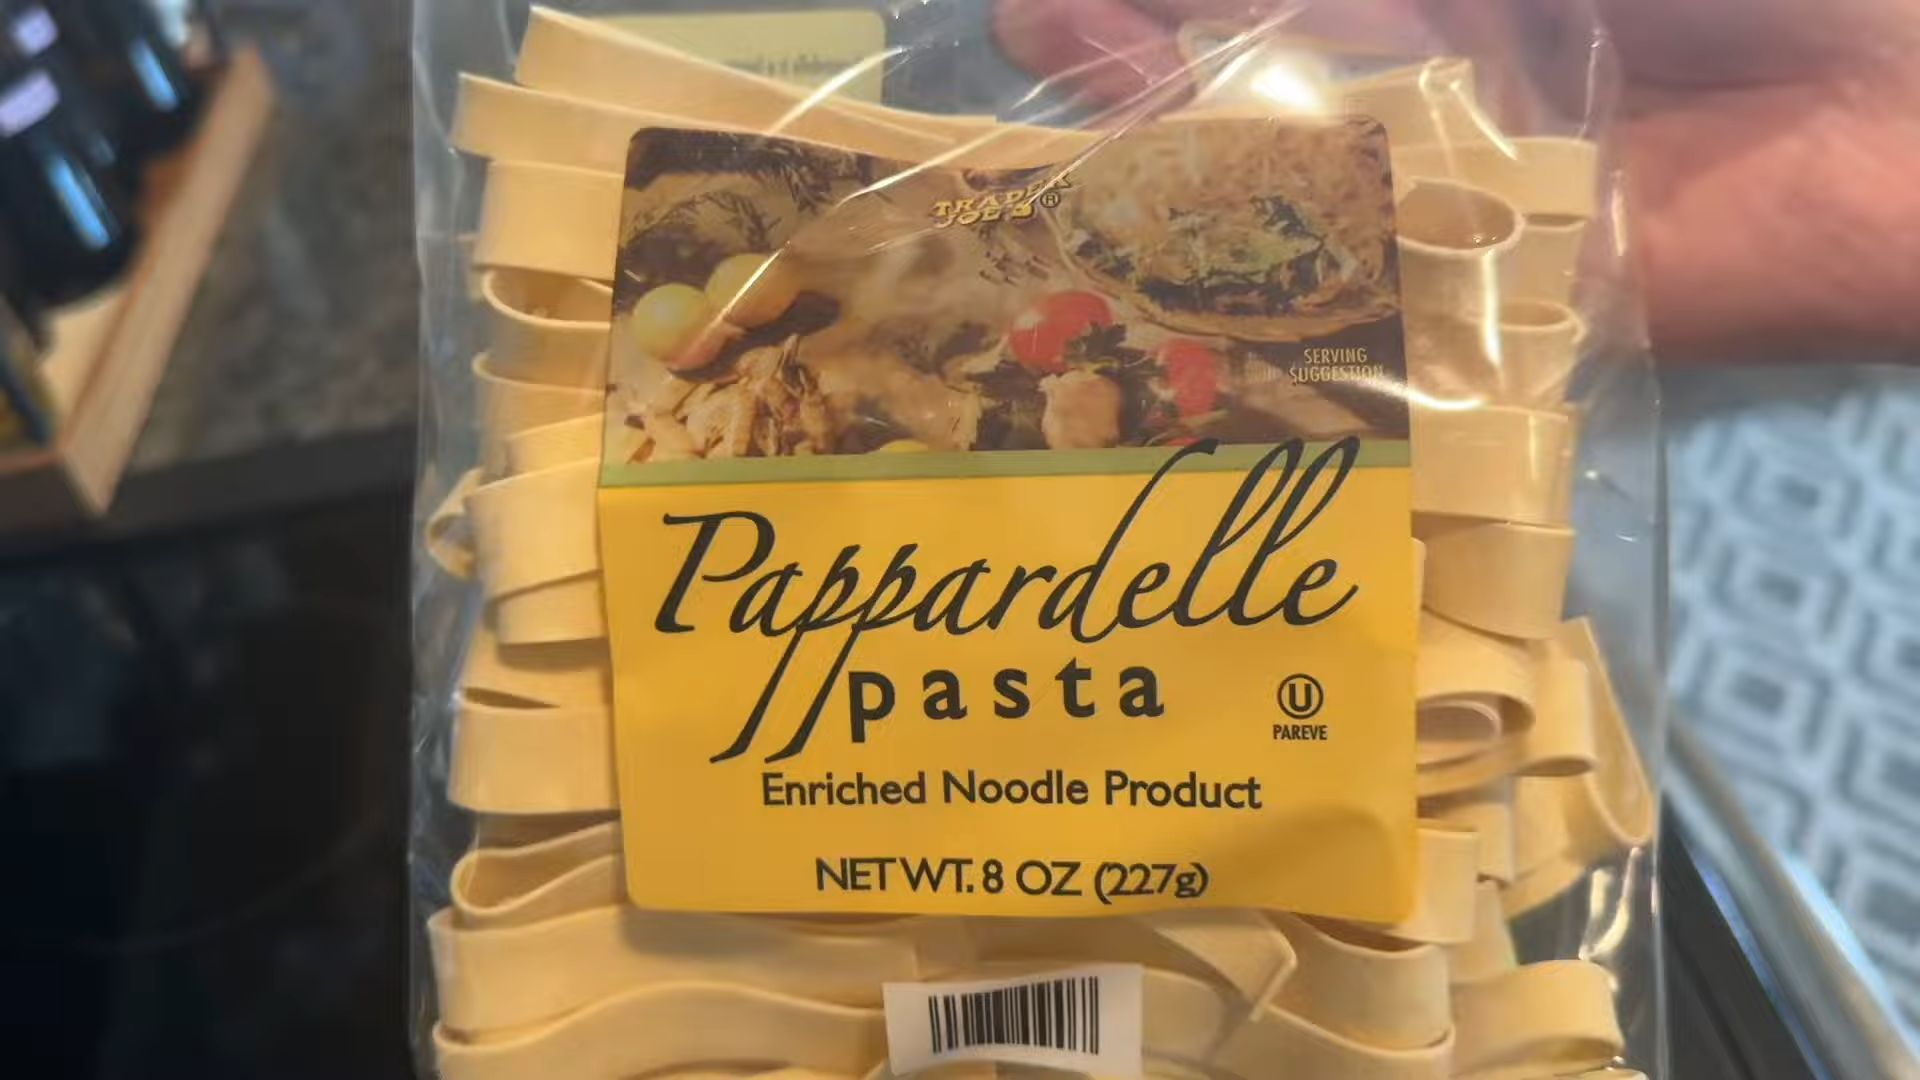 TRADER
JOE'S®
SERVING
SUGGESTION
Pappardelle
pasta
U
PAREVE
Enriched Noodle Product
NET WT. 8 OZ (227g)